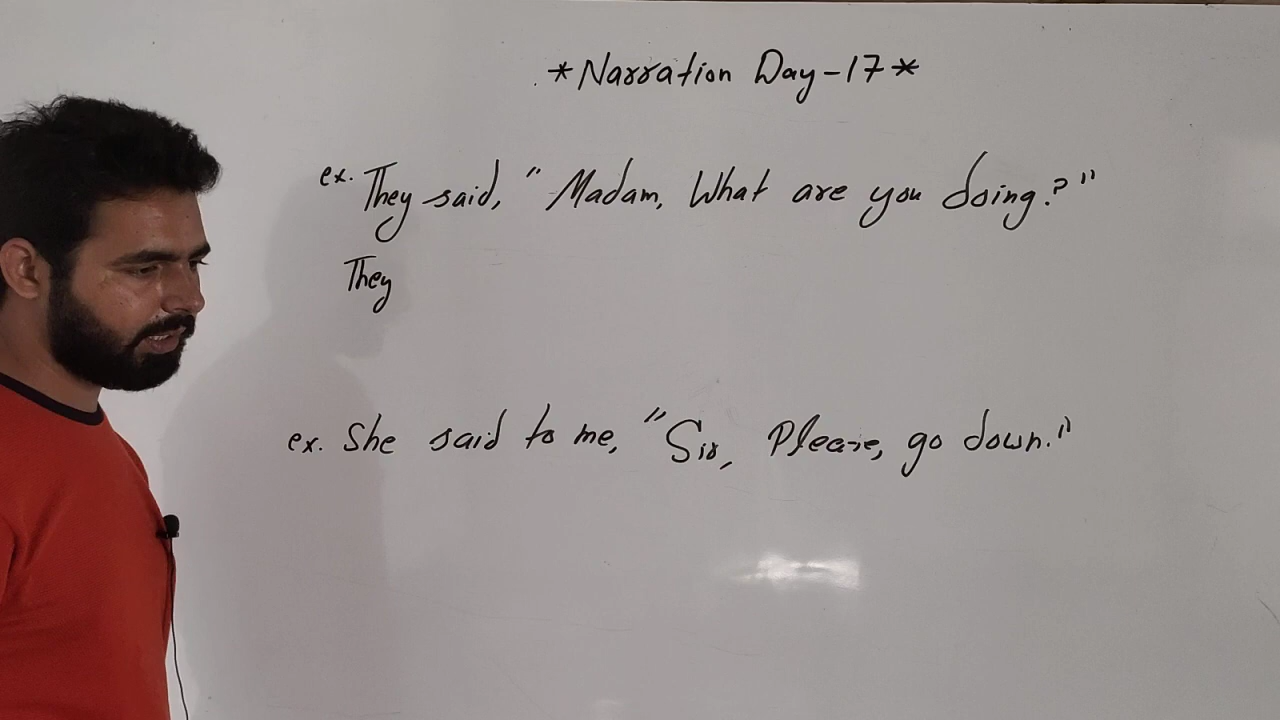 *Narration Day-17*
ex. They said, "Madam, What are you doing?"
They
ex. She said to me, "Sir, Please, go down."